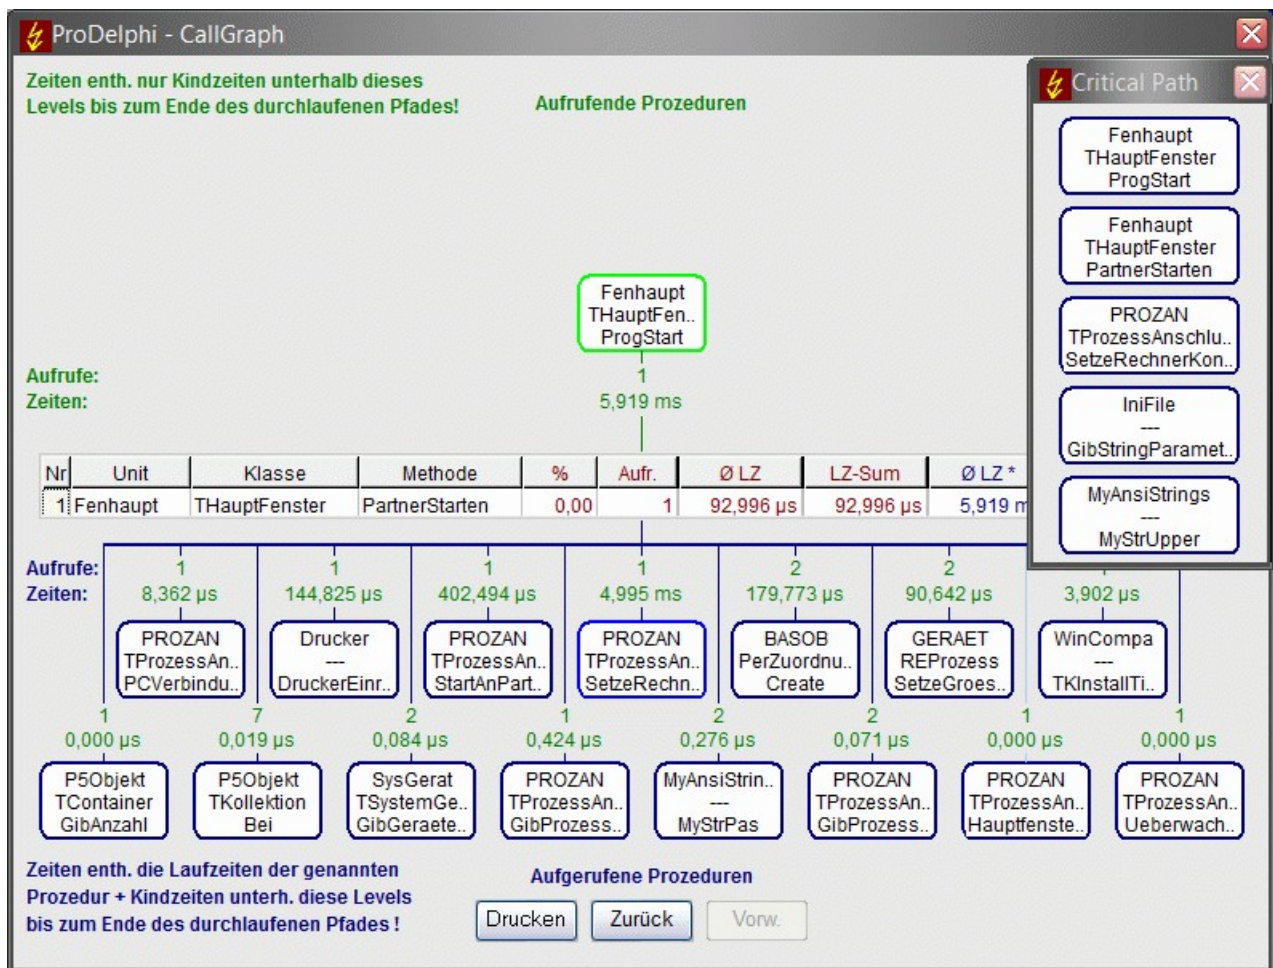 ProDelphi - CallGraph
Zeiten enth. nur Kindzeiten unterhalb dieses
Levels bis zum Ende des durchlaufenen Pfades!
Aufrufende Prozeduren
Critical Path
Fenhaupt
THauptFenster
ProgStart
Fenhaupt
THauptFenster
PartnerStarten
PROZAN
TProzessAnschlu..
SetzeRechnerKon..
IniFile
---
GibStringParamet..
MyAnsiStrings
---
MyStrUpper
Fenhaupt
THauptFen..
ProgStart
Aufrufe: 1
Zeiten: 5,919 ms
Nr Unit Klasse Methode % Aufr. Ø LZ LZ-Sum Ø LZ *
1 Fenhaupt THauptFenster PartnerStarten 0,00 1 92,996 µs 92,996 µs 5,919 m
Aufrufe: 1 1 1 1 2 2
Zeiten: 8,362 µs 144,825 µs 402,494 µs 4,995 ms 179,773 µs 90,642 µs 3,902 µs
PROZAN Drucker PROZAN PROZAN BASOB GERAET WinCompa
TProzessAn.. --- TProzessAn.. TProzessAn.. PerZuordnu.. REProzess ---
PCVerbindu.. DruckerEinr.. StartAnPart.. SetzeRechn.. Create SetzeGroes.. TKInstallTi..
1 7 2 1 2 2 1 1
0,000 µs 0,019 µs 0,084 µs 0,424 µs 0,276 µs 0,071 µs 0,000 µs 0,000 µs
P5Objekt P5Objekt SysGerat PROZAN MyAnsiStrin.. PROZAN PROZAN PROZAN
TContainer TKollektion TSystemGe.. TProzessAn.. --- TProzessAn.. TProzessAn.. TProzessAn..
GibAnzahl Bei GibGeraete.. GibProzess.. MyStrPas GibProzess.. Hauptfenste.. Ueberwach..
Zeiten enth. die Laufzeiten der genannten
Prozedur + Kindzeiten unterh. diese Levels
bis zum Ende des durchlaufenen Pfades !
Aufgerufene Prozeduren
Drucken Zurück Vorw.